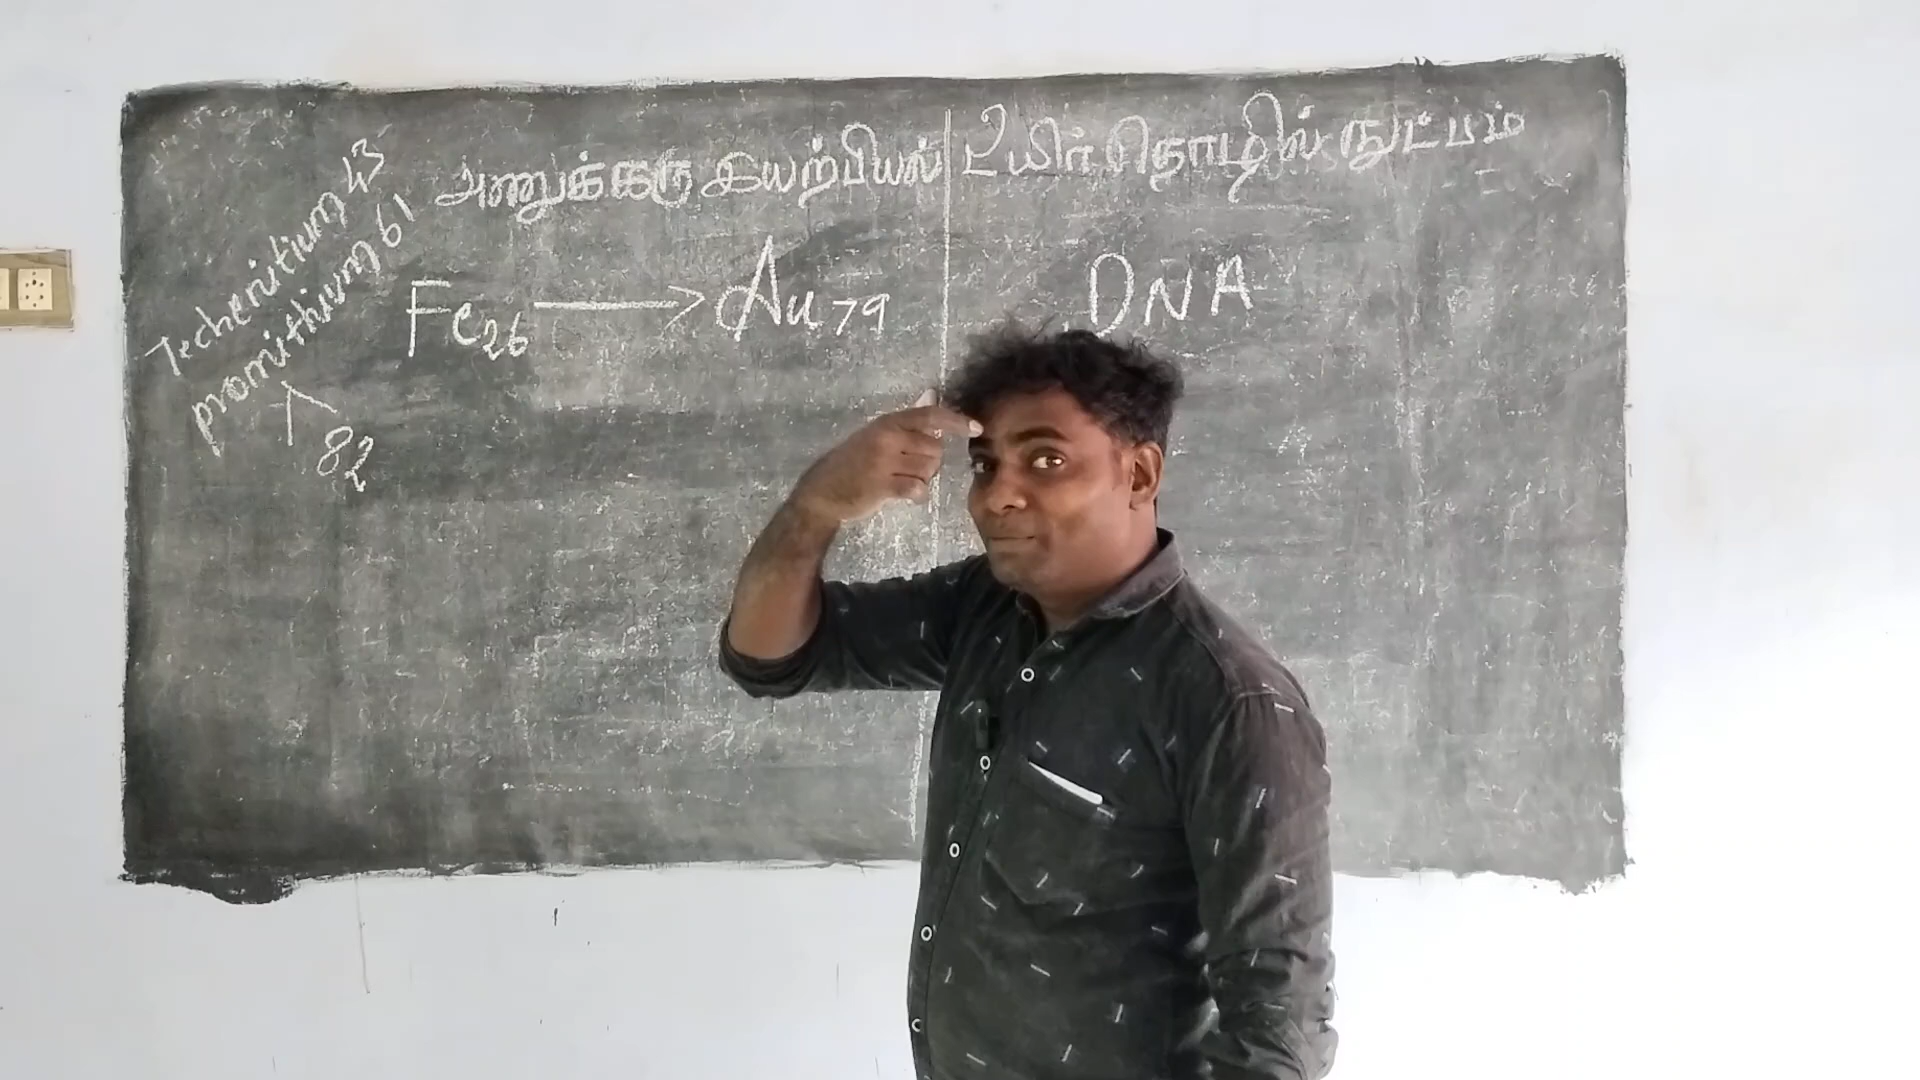 அணுக்கரு இயற்பியல்
உயிர் தொழில் நுட்பம்
Techenitium 43
promithium 61
82
Fe26 → Au79
DNA